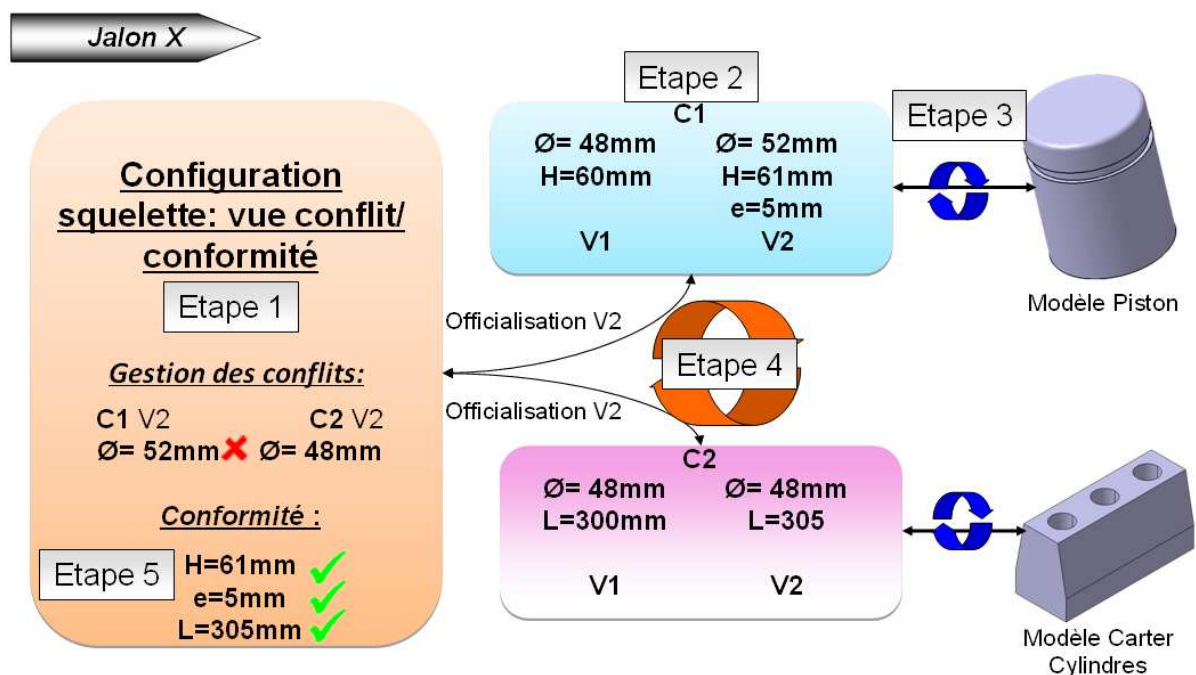 Jalon X
Configuration
squelette: vue conflit/
conformité
Etape 1
Gestion des conflits:
C1 V2 C2 V2
Ø= 52mm Ø= 48mm
Conformité :
Etape 5
H=61mm
e=5mm
L=305mm
Etape 2
C1
Ø= 48mm Ø= 52mm
H=60mm H=61mm
e=5mm
V1 V2
Etape 3
Modèle Piston
Officialisation V2
Etape 4
Officialisation V2
C2
Ø= 48mm Ø= 48mm
L=300mm L=305
V1 V2
Modèle Carter
Cylindres